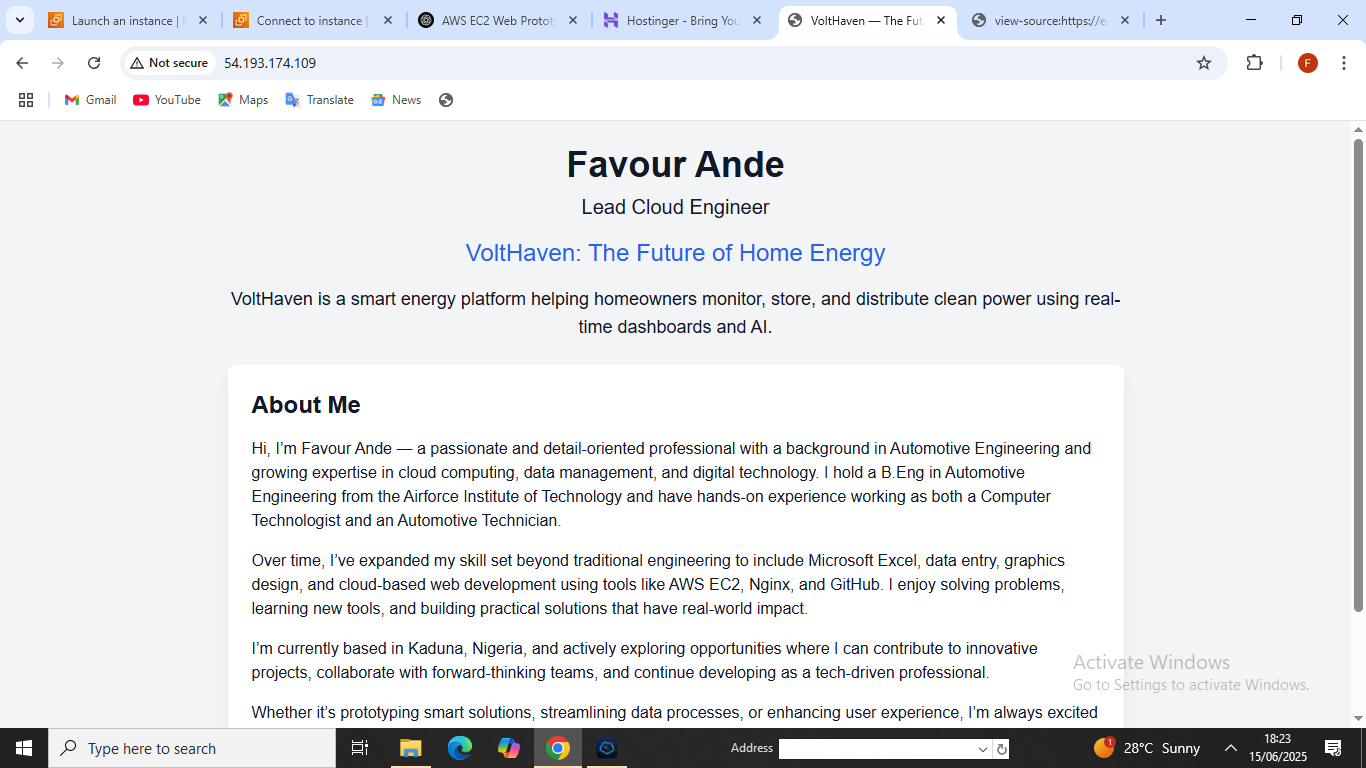 Launch an instance | E
Connect to instance |
AWS EC2 Web Protot
Hostinger - Bring You
VoltHaven — The Fut
view-source:https://e
Not secure
54.193.174.109
F
Gmail
YouTube
Maps
Translate
News
Favour Ande
Lead Cloud Engineer
VoltHaven: The Future of Home Energy
VoltHaven is a smart energy platform helping homeowners monitor, store, and distribute clean power using real-
time dashboards and AI.
About Me
Hi, I’m Favour Ande — a passionate and detail-oriented professional with a background in Automotive Engineering and
growing expertise in cloud computing, data management, and digital technology. I hold a B.Eng in Automotive
Engineering from the Airforce Institute of Technology and have hands-on experience working as both a Computer
Technologist and an Automotive Technician.
Over time, I’ve expanded my skill set beyond traditional engineering to include Microsoft Excel, data entry, graphics
design, and cloud-based web development using tools like AWS EC2, Nginx, and GitHub. I enjoy solving problems,
learning new tools, and building practical solutions that have real-world impact.
I’m currently based in Kaduna, Nigeria, and actively exploring opportunities where I can contribute to innovative
projects, collaborate with forward-thinking teams, and continue developing as a tech-driven professional.
Whether it’s prototyping smart solutions, streamlining data processes, or enhancing user experience, I’m always excited
Activate Windows
Go to Settings to activate Windows.
Type here to search
Address
1
28°C Sunny
18:23
15/06/2025